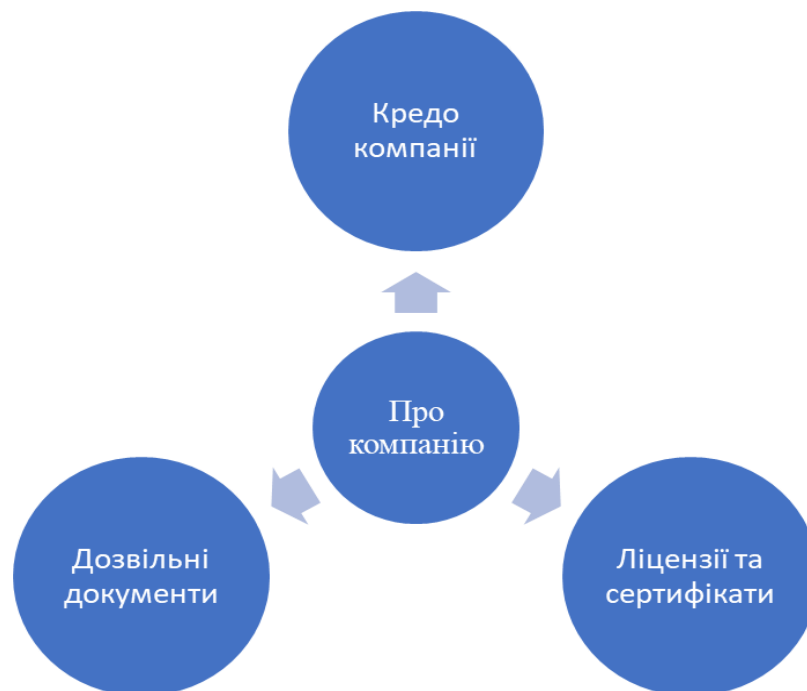 Кредо
компанії
Про
компанію
Дозвільні
документи
Ліцензії та
сертифікати